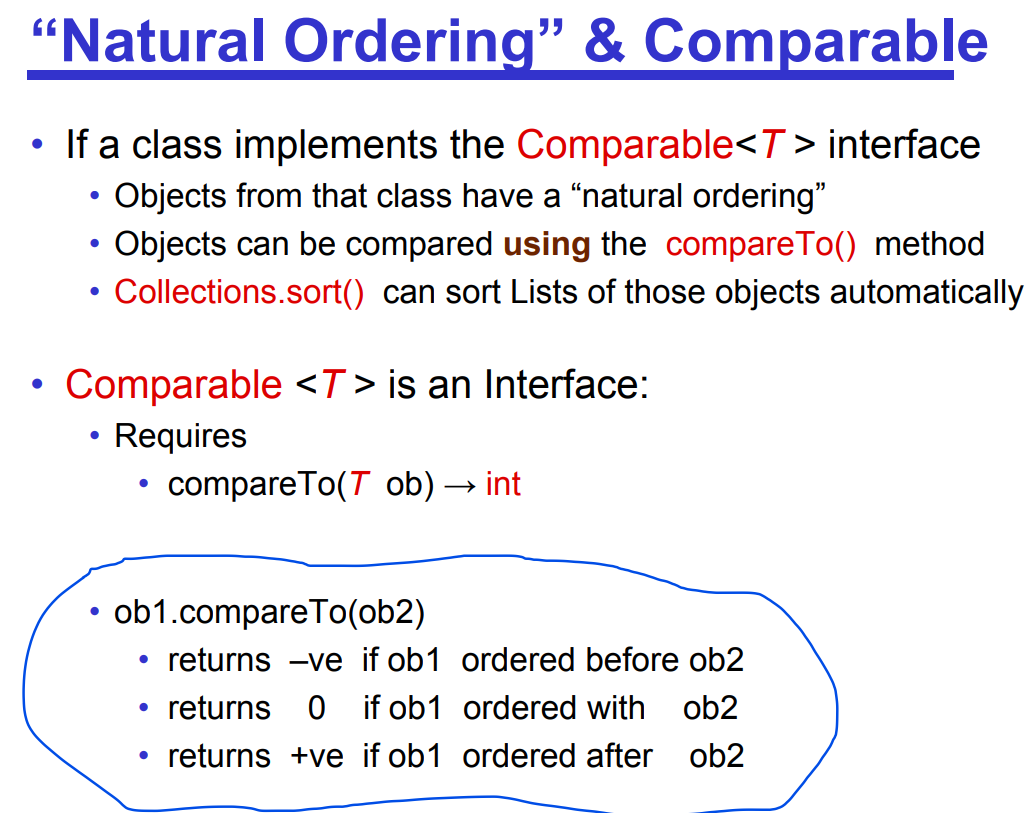 “Natural Ordering” & Comparable
• If a class implements the Comparable<T > interface
• Objects from that class have a “natural ordering”
• Objects can be compared using the compareTo() method
• Collections.sort() can sort Lists of those objects automatically
• Comparable <T > is an Interface:
• Requires
• compareTo(T ob) → int
• ob1.compareTo(ob2)
• returns –ve if ob1 ordered before ob2
• returns 0 if ob1 ordered with ob2
• returns +ve if ob1 ordered after ob2